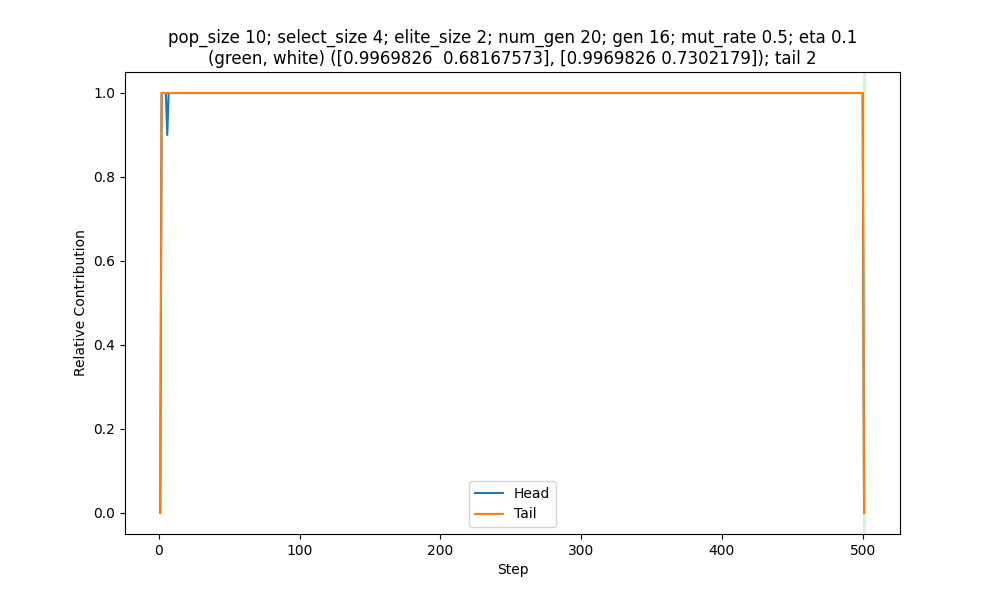 pop_size 10; select_size 4; elite_size 2; num_gen 20; gen 16; mut_rate 0.5; eta 0.1
(green, white) ([0.9969826  0.68167573], [0.9969826 0.7302179]); tail 2
1.0
0.8
0.6
0.4
0.2
0.0
Relative Contribution
Head
Tail
0 100 200 300 400 500
Step